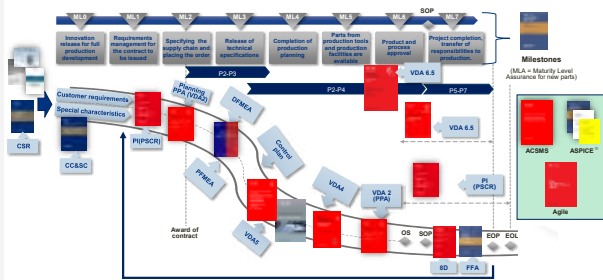 ML0
ML1
ML2
ML3
ML4
ML5
ML6
SOP
ML7
Innovation
release for full
production
development
Requirements
management for
the contract to
be issued
Specifying the
supply chain and
placing the order
Release of
technical
specifications
Completion of
production
planning
Parts from
production tools
and production
facilities are
available
Product and
process approval
Project completion,
transfer of
responsibilities to
production.
Milestones
(MLA = Maturity Level
Assurance for new parts)
P2-P3
P2-P4
P5-P7
VDA 6.5
Customer requirements
Special characteristics
Planning
PPA (VDA2)
DFMEA
CSR
CC&SC
PI(PSCR)
PFMEA
Control
plan
VDA 6.5
ACSMS
ASPICE
Agile
VDA5
VDA4
VDA 2
(PPA)
PI
(PSCR)
Award of
contract
OS
SOP
EOP
EOL
8D
FFA